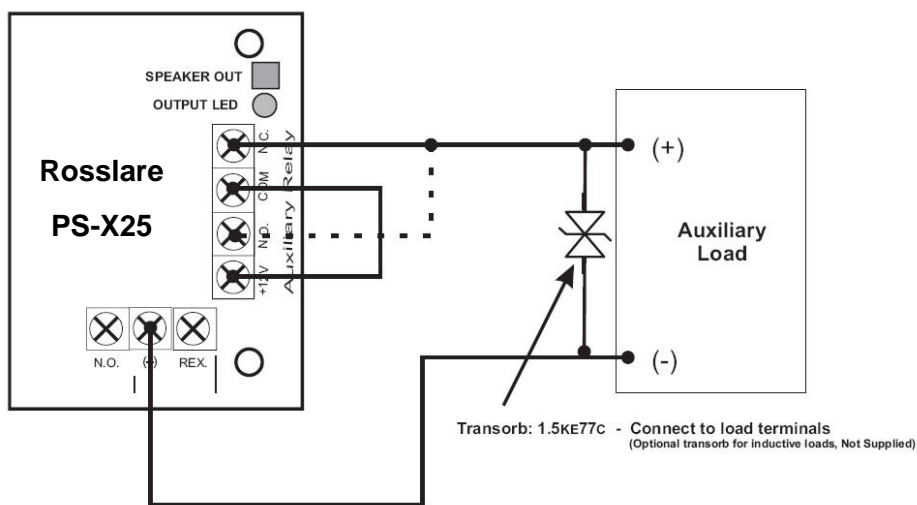 SPEAKER OUT
OUTPUT LED
Rosslare
PS-X25
N.C.
COM
N.O.
+12V
Auxiliary Relay
N.O.
(-)
REX.
(+)
Auxiliary
Load
(-)
Transorb: 1.5KE77C - Connect to load terminals
(Optional transorb for inductive loads, Not Supplied)